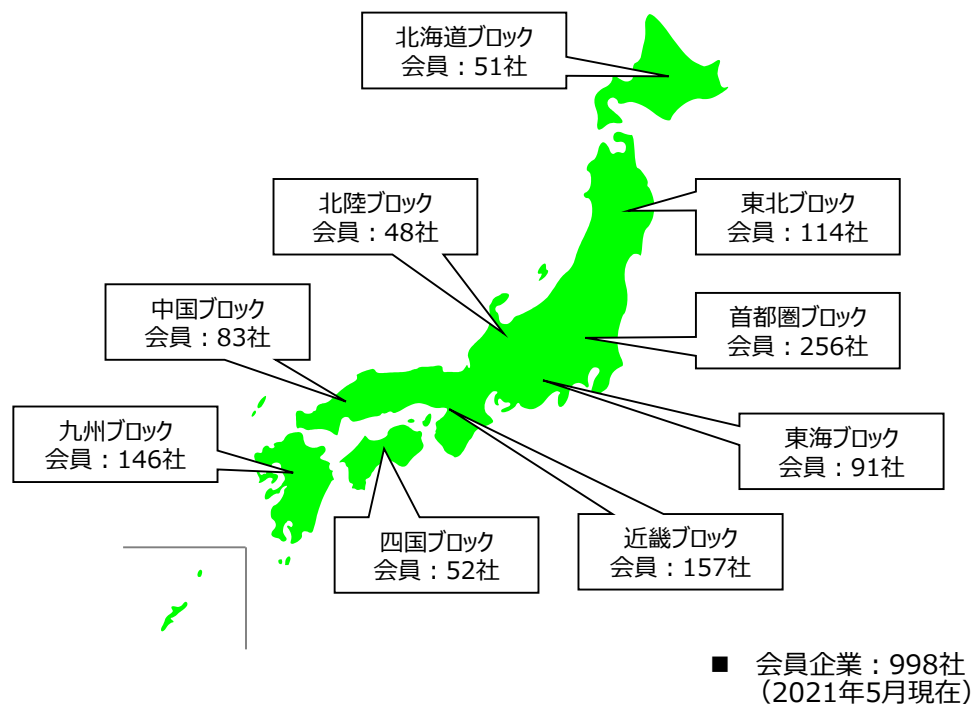 北海道ブロック
会員：51社
北陸ブロック
会員：48社
東北ブロック
会員：114社
中国ブロック
会員：83社
首都圏ブロック
会員：256社
九州ブロック
会員：146社
東海ブロック
会員：91社
四国ブロック
会員：52社
近畿ブロック
会員：157社
■ 会員企業：998社
（2021年5月現在）